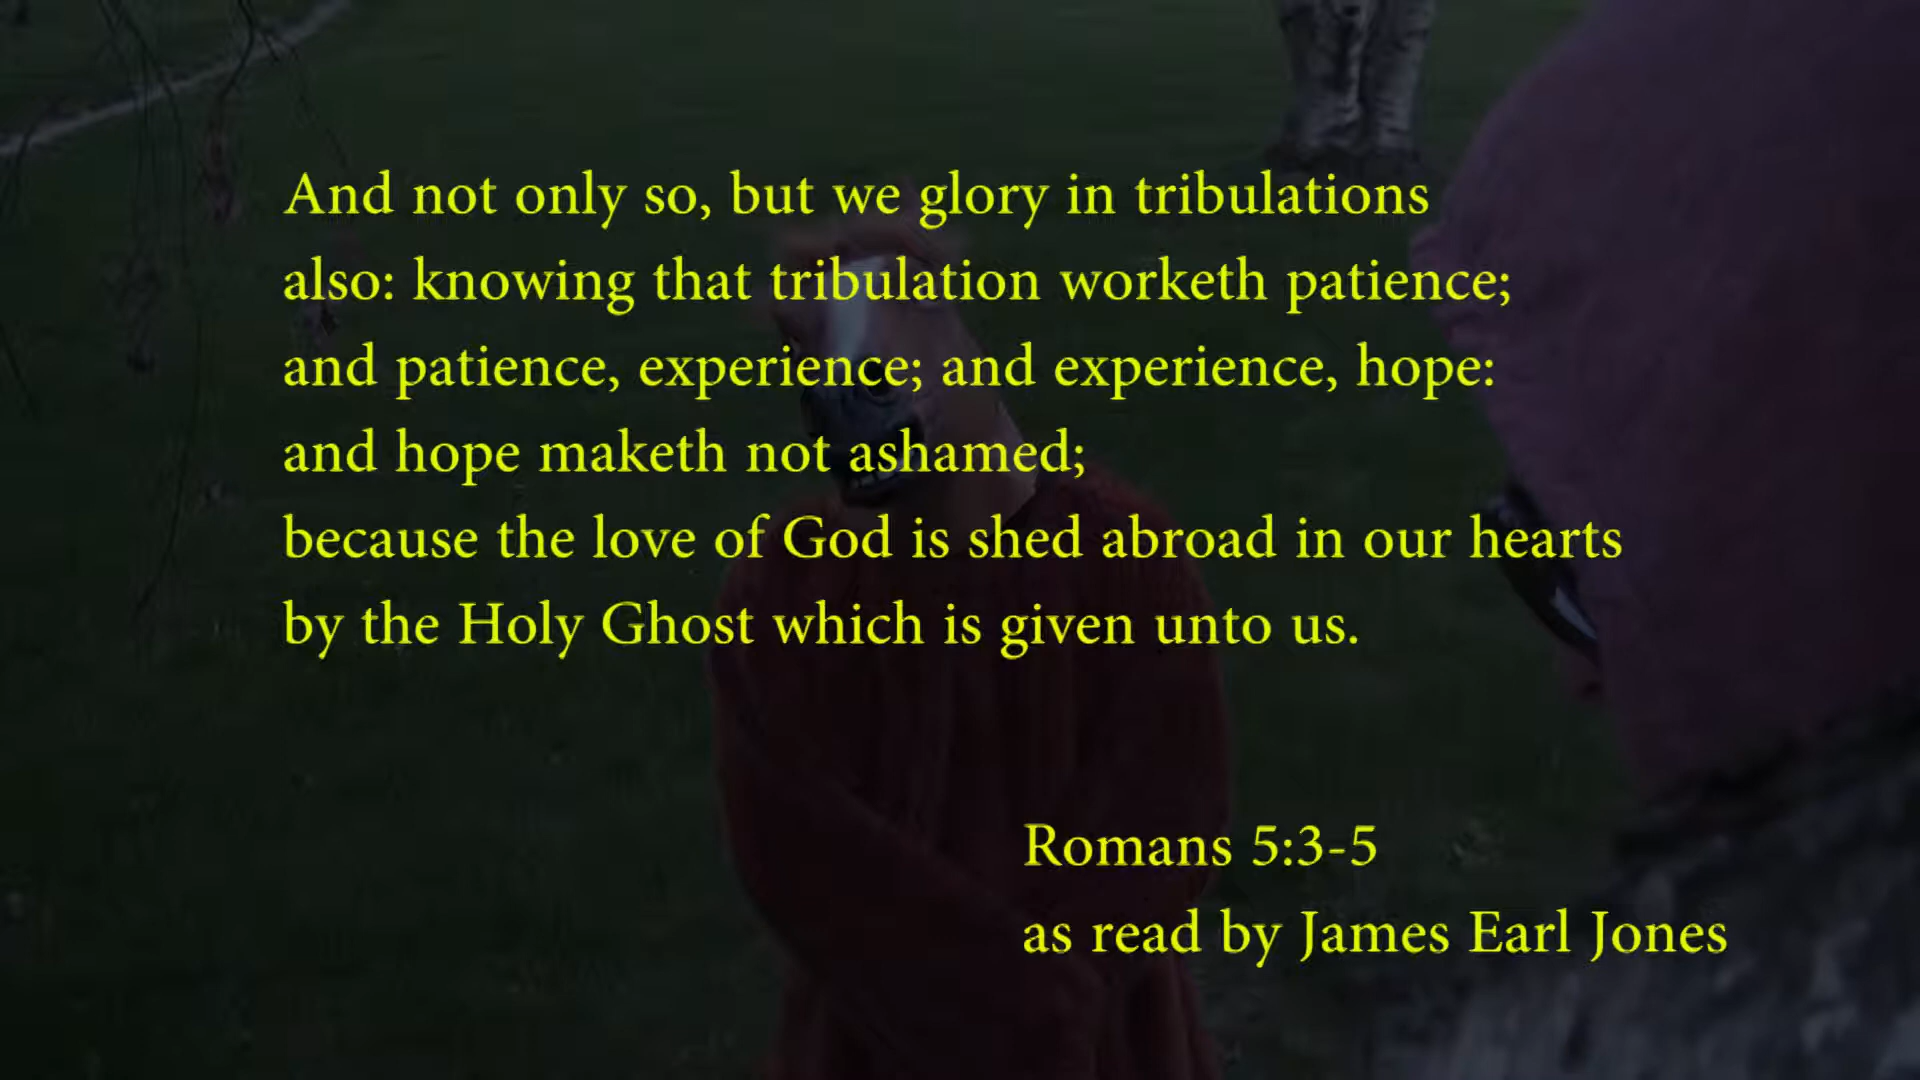 And not only so, but we glory in tribulations
also: knowing that tribulation worketh patience;
and patience, experience; and experience, hope:
and hope maketh not ashamed;
because the love of God is shed abroad in our hearts
by the Holy Ghost which is given unto us.
Romans 5:3-5
as read by James Earl Jones